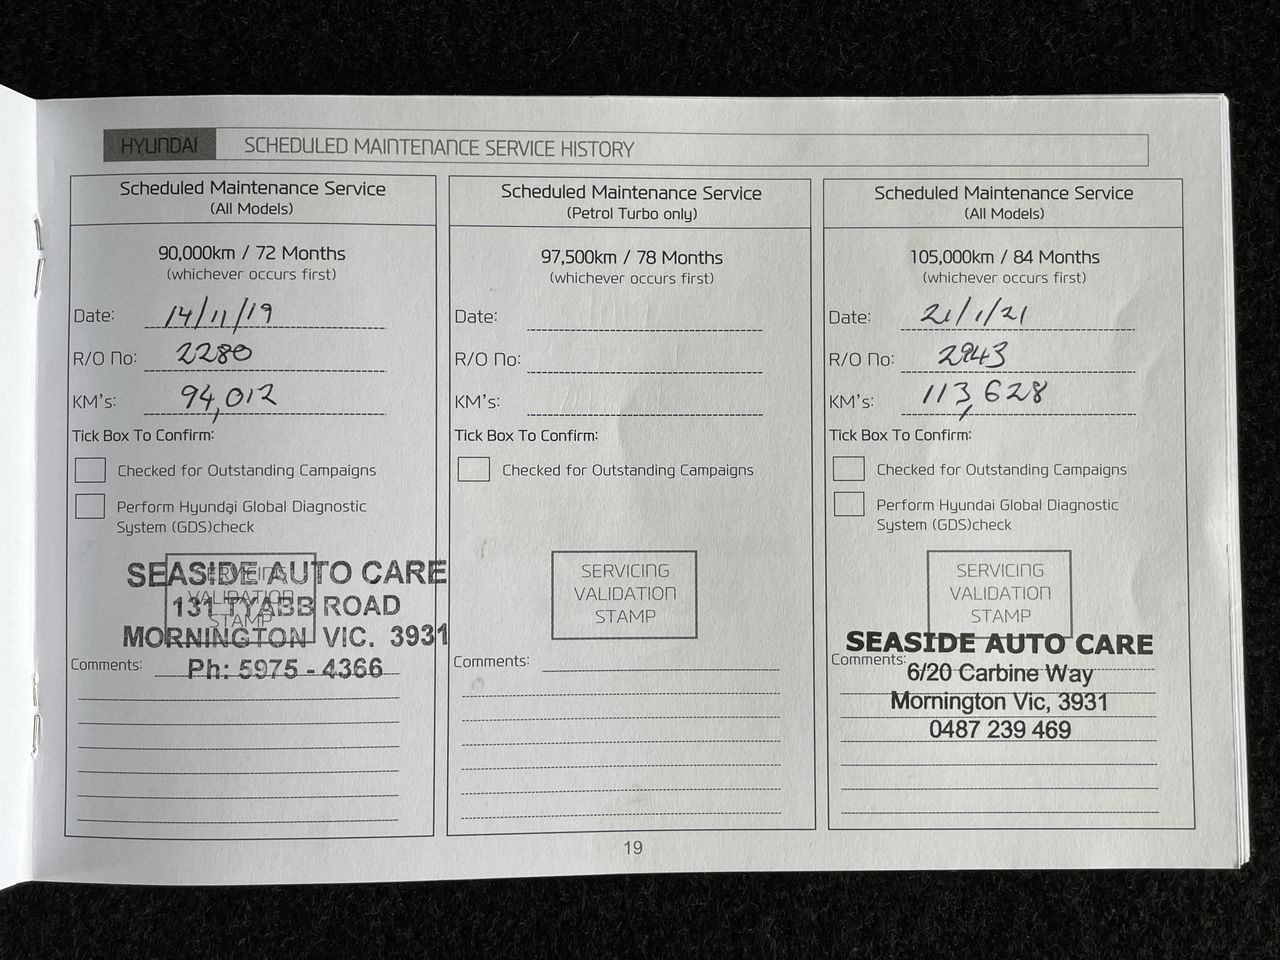 HYUNDAI SCHEDULED MAINTENANCE SERVICE HISTORY
Scheduled Maintenance Service
(All Models)
90,000km / 72 Months
(whichever occurs first)
Date: 14/11/19
R/O No: 2280
KM's: 94,012
Tick Box To Confirm:
Checked for Outstanding Campaigns
Perform Hyundai Global Diagnostic
System (GDS)check
SERVICING
VALIDATION
STAMP
SEASIDE AUTO CARE
131 TYABB ROAD
MORNINGTON VIC. 3931
Ph: 5975 - 4366
Comments:
Scheduled Maintenance Service
(Petrol Turbo only)
97,500km / 78 Months
(whichever occurs first)
Date:
R/O No:
KM's:
Tick Box To Confirm:
Checked for Outstanding Campaigns
SERVICING
VALIDATION
STAMP
Comments:
Scheduled Maintenance Service
(All Models)
105,000km / 84 Months
(whichever occurs first)
Date: 21/1/21
R/O No: 2943
KM's: 113,628
Tick Box To Confirm:
Checked for Outstanding Campaigns
Perform Hyundai Global Diagnostic
System (GDS)check
SERVICING
VALIDATION
STAMP
SEASIDE AUTO CARE
Comments:
6/20 Carbine Way
Mornington Vic, 3931
0487 239 469
19